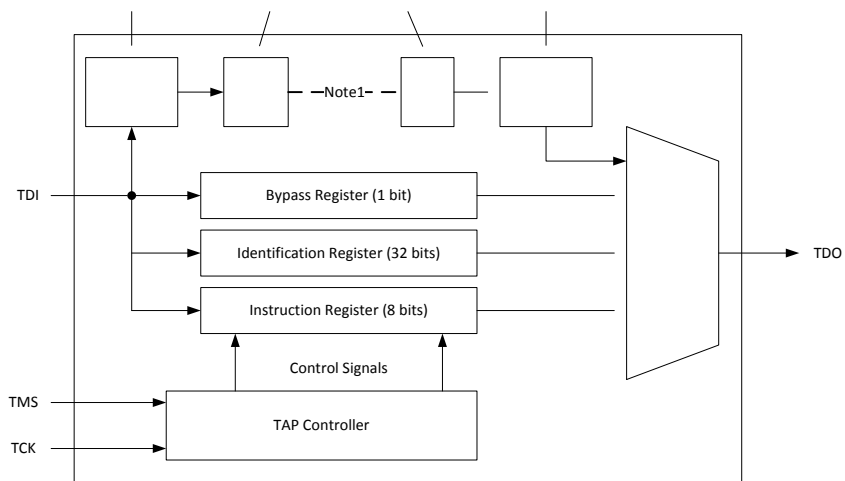 Note1
TDI
Bypass Register (1 bit)
Identification Register (32 bits)
TDO
Instruction Register (8 bits)
Control Signals
TMS
TAP Controller
TCK